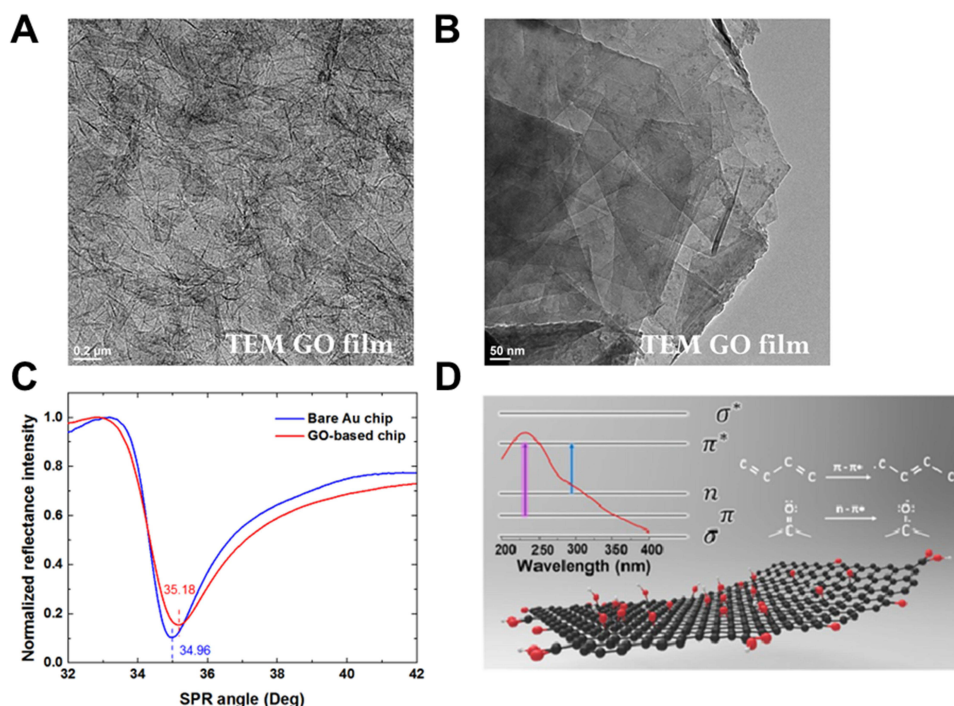 A
0.2 µm
TEM GO film
B
50 nm
TEM GO film
C
Normalized reflectance intensity
1.0
0.8
0.6
0.4
0.2
0.0
Bare Au chip
GO-based chip
35.18
34.96
32
34
36
38
40
42
SPR angle (Deg)
D
σ*
π*
n
π
σ
200 250 300 350 400
Wavelength (nm)
C C C C π-π* C C C C
Ö: n-π* Ö:
C C